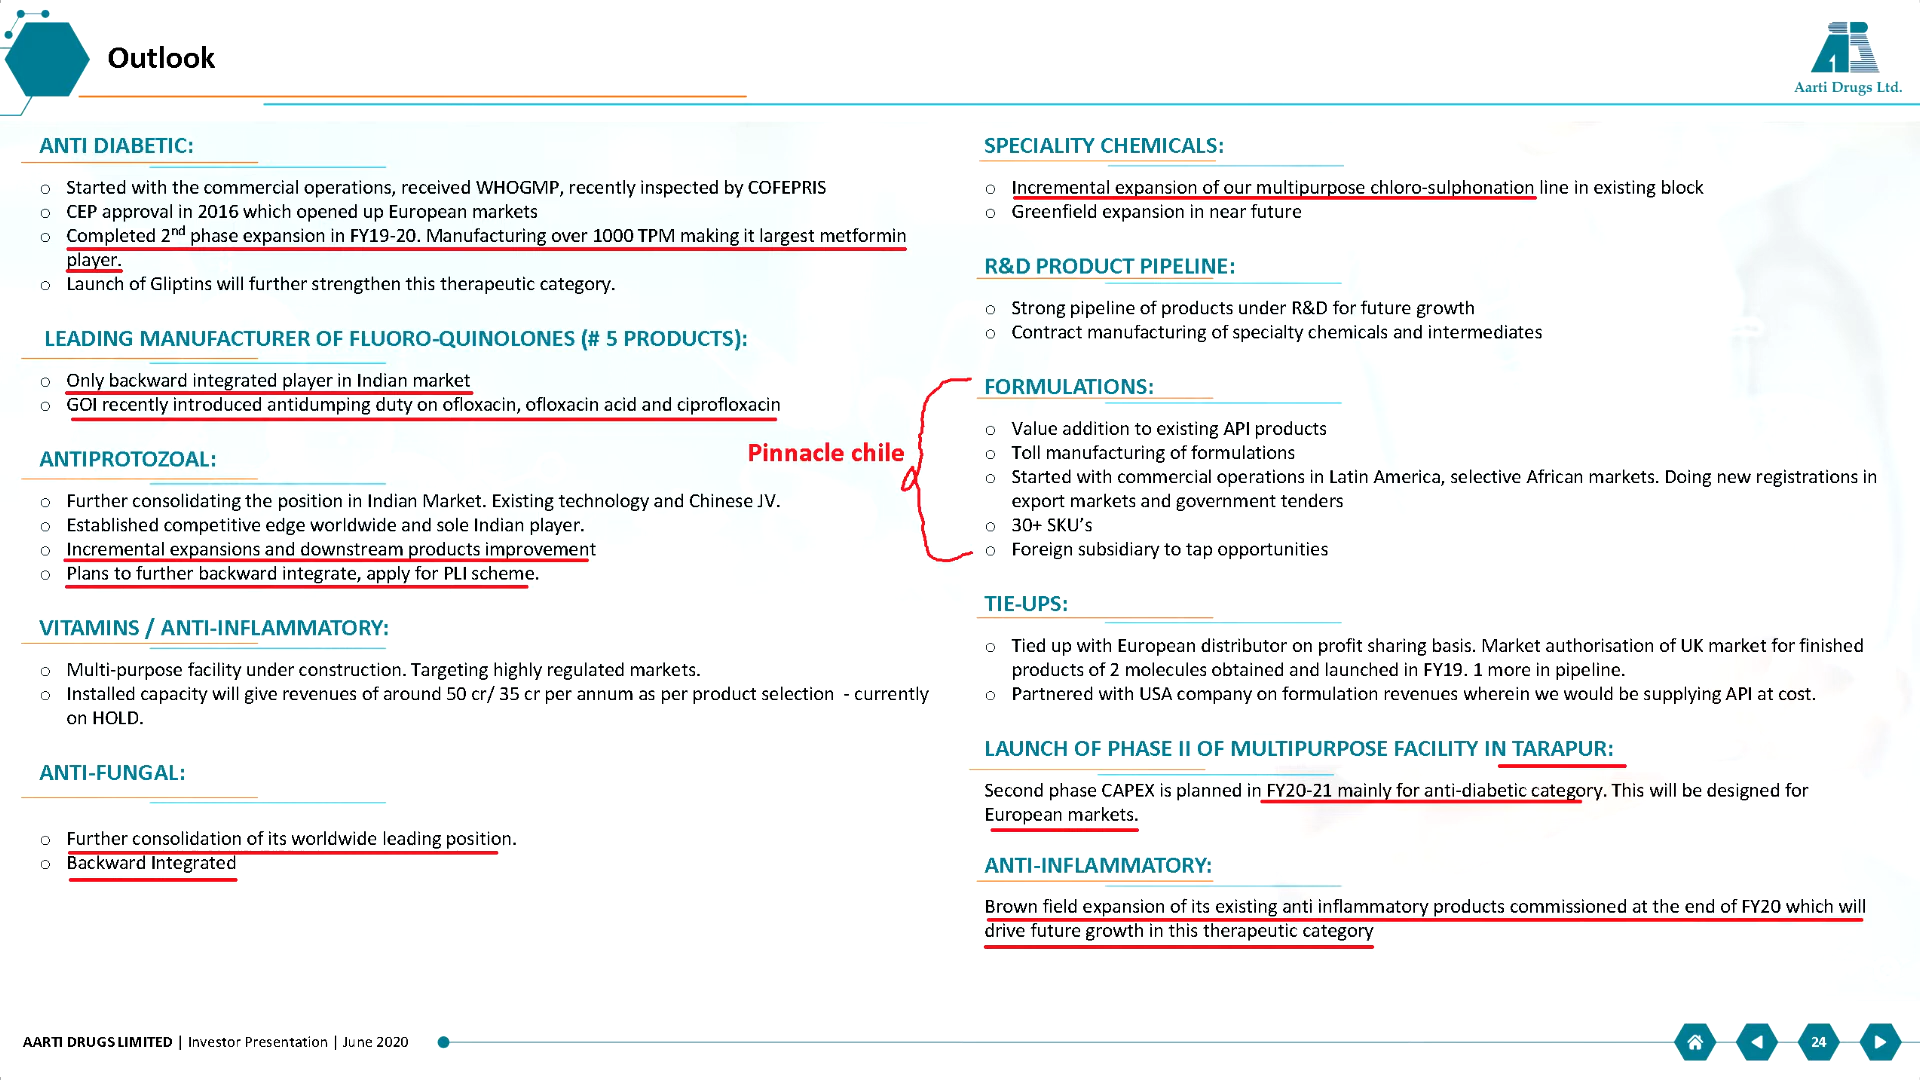 Outlook
Aarti Drugs Ltd.
ANTI DIABETIC:
o Started with the commercial operations, received WHOGMP, recently inspected by COFEPRIS
o CEP approval in 2016 which opened up European markets
o Completed 2nd phase expansion in FY19-20. Manufacturing over 1000 TPM making it largest metformin
player.
o Launch of Gliptins will further strengthen this therapeutic category.
LEADING MANUFACTURER OF FLUORO-QUINOLONES (# 5 PRODUCTS):
o Only backward integrated player in Indian market
o GOI recently introduced antidumping duty on ofloxacin, ofloxacin acid and ciprofloxacin
ANTIPROTOZOAL:
o Further consolidating the position in Indian Market. Existing technology and Chinese JV.
o Established competitive edge worldwide and sole Indian player.
o Incremental expansions and downstream products improvement
o Plans to further backward integrate, apply for PLI scheme.
VITAMINS / ANTI-INFLAMMATORY:
o Multi-purpose facility under construction. Targeting highly regulated markets.
o Installed capacity will give revenues of around 50 cr/ 35 cr per annum as per product selection - currently
on HOLD.
ANTI-FUNGAL:
o Further consolidation of its worldwide leading position.
o Backward Integrated
SPECIALITY CHEMICALS:
o Incremental expansion of our multipurpose chloro-sulphonation line in existing block
o Greenfield expansion in near future
R&D PRODUCT PIPELINE:
o Strong pipeline of products under R&D for future growth
o Contract manufacturing of specialty chemicals and intermediates
Pinnacle chile
FORMULATIONS:
o Value addition to existing API products
o Toll manufacturing of formulations
o Started with commercial operations in Latin America, selective African markets. Doing new registrations in
export markets and government tenders
o 30+ SKU's
o Foreign subsidiary to tap opportunities
TIE-UPS:
o Tied up with European distributor on profit sharing basis. Market authorisation of UK market for finished
products of 2 molecules obtained and launched in FY19. 1 more in pipeline.
o Partnered with USA company on formulation revenues wherein we would be supplying API at cost.
LAUNCH OF PHASE II OF MULTIPURPOSE FACILITY IN TARAPUR:
Second phase CAPEX is planned in FY20-21 mainly for anti-diabetic category. This will be designed for
European markets.
ANTI-INFLAMMATORY:
Brown field expansion of its existing anti inflammatory products commissioned at the end of FY20 which will
drive future growth in this therapeutic category
AARTI DRUGS LIMITED | Investor Presentation | June 2020
24